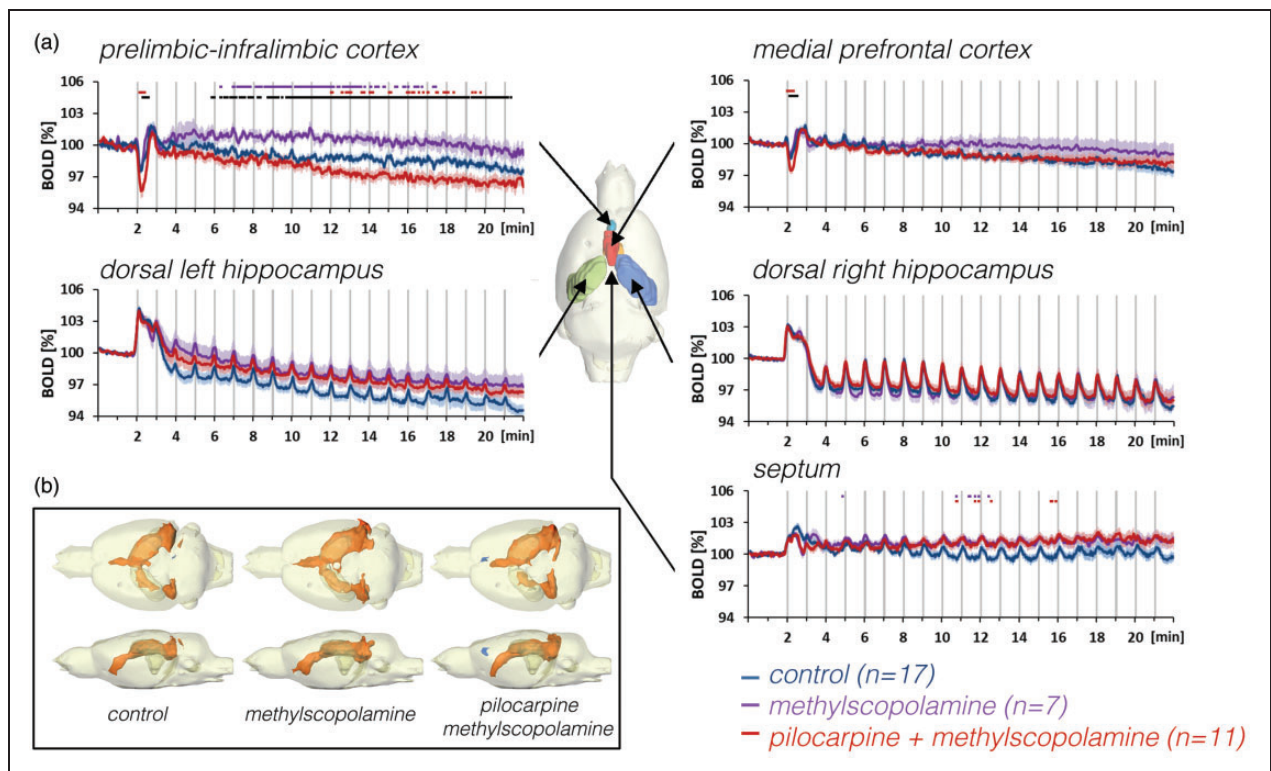 (a)
prelimbic-infralimbic cortex
BOLD [%]
106
103
100
97
94
2 4 6 8 10 12 14 16 18 20 [min]
medial prefrontal cortex
BOLD [%]
106
103
100
97
94
2 4 6 8 10 12 14 16 18 20 [min]
dorsal left hippocampus
BOLD [%]
106
103
100
97
94
2 4 6 8 10 12 14 16 18 20 [min]
dorsal right hippocampus
BOLD [%]
106
103
100
97
94
2 4 6 8 10 12 14 16 18 20 [min]
septum
BOLD [%]
106
103
100
97
94
2 4 6 8 10 12 14 16 18 20 [min]
(b)
control
methylscopolamine
pilocarpine
methylscopolamine
control (n=17)
methylscopolamine (n=7)
pilocarpine + methylscopolamine (n=11)